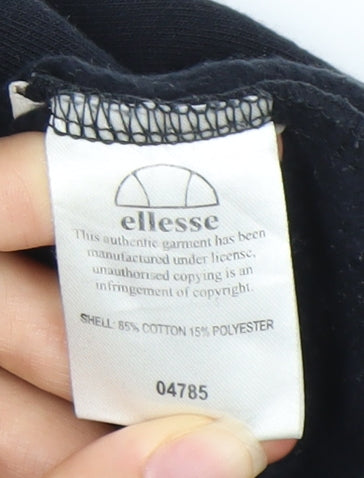 ellesse
This authentic garment has been
manufactured under license,
unauthorised copying is an
infringement of copyright.
SHELL: 85% COTTON 15% POLYESTER
04785